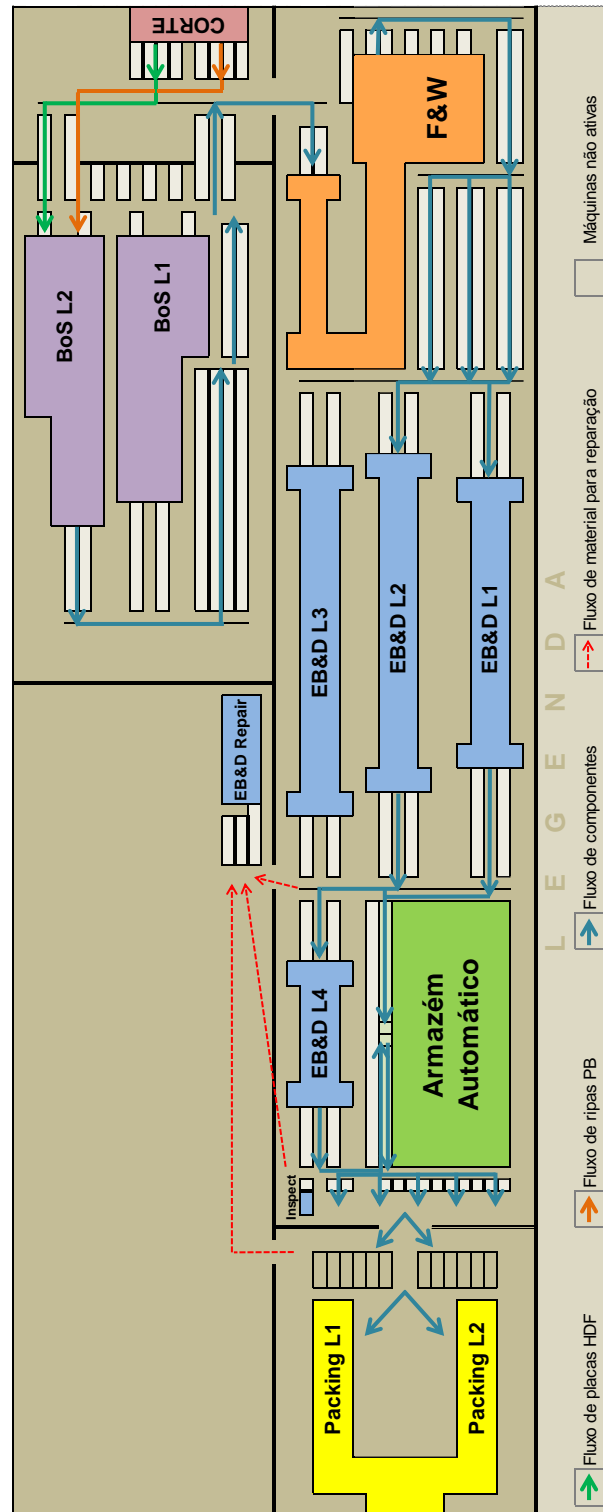 CORTE
BoS L2
BoS L1
F&W
EB&D L3
EB&D L2
EB&D L1
EB&D Repair
EB&D L4
Armazém
Automático
Inspect
Packing L1
Packing L2
LEGENDA
Fluxo de placas HDF
Fluxo de ripas PB
Fluxo de componentes
Fluxo de material para reparação
Máquinas não ativas